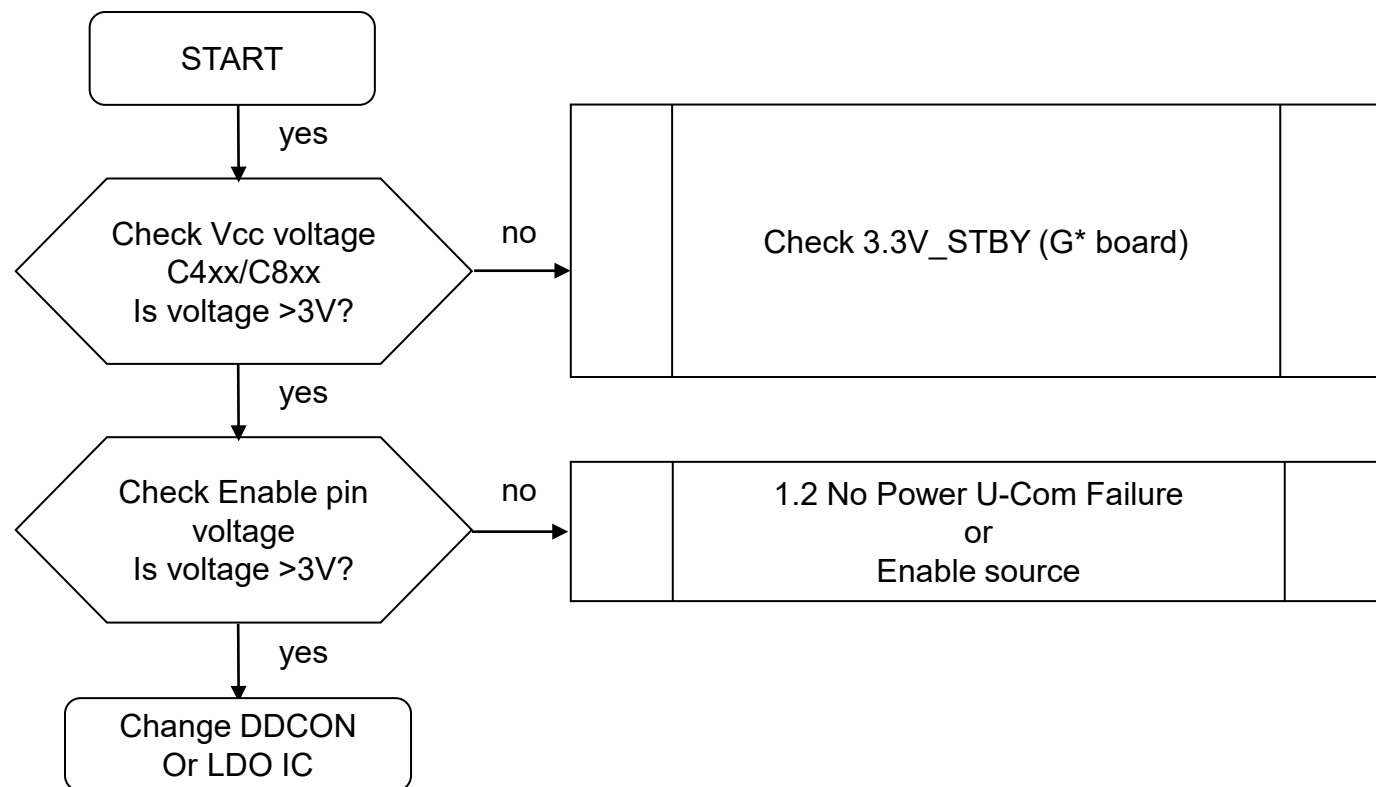 START
yes
Check Vcc voltage
C4xx/C8xx
Is voltage >3V?
no
Check 3.3V_STBY (G* board)
yes
Check Enable pin
voltage
Is voltage >3V?
no
1.2 No Power U-Com Failure
or
Enable source
yes
Change DDCON
Or LDO IC